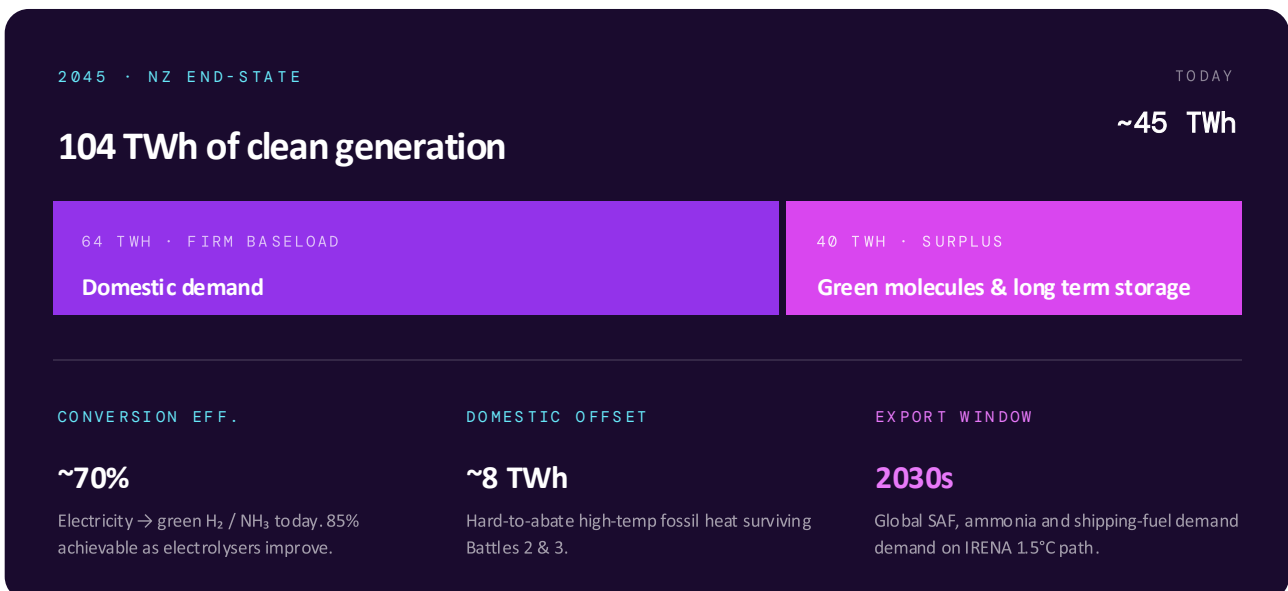 2045 · NZ END-STATE
TODAY
~45 TWh
104 TWh of clean generation
64 TWH · FIRM BASELOAD
Domestic demand
40 TWH · SURPLUS
Green molecules & long term storage
CONVERSION EFF.
~70%
Electricity → green H₂ / NH₃ today. 85%
achievable as electrolysers improve.
DOMESTIC OFFSET
~8 TWh
Hard-to-abate high-temp fossil heat surviving
Battles 2 & 3.
EXPORT WINDOW
2030s
Global SAF, ammonia and shipping-fuel demand
demand on IRENA 1.5°C path.